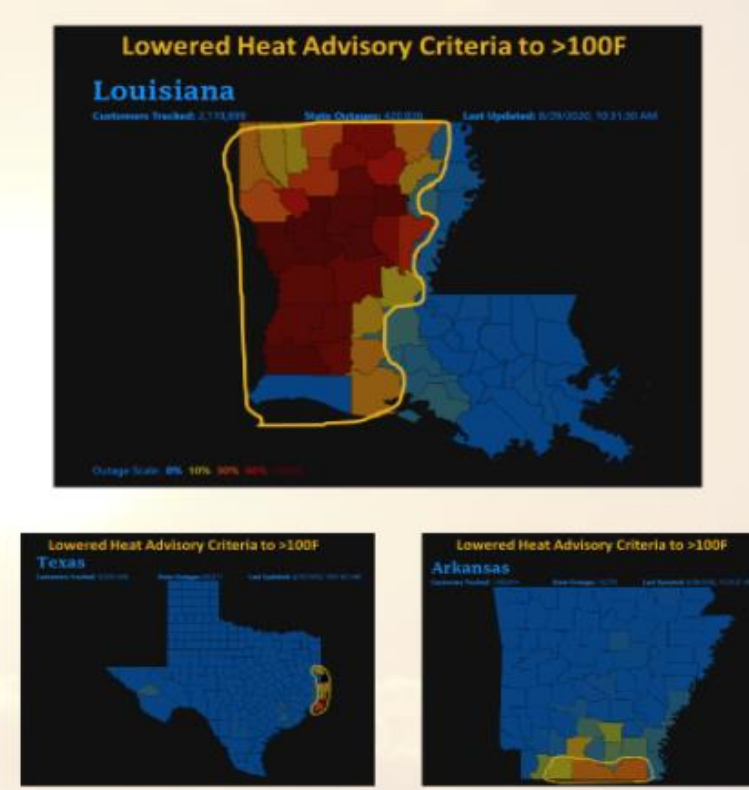 Lowered Heat Advisory Criteria to >100F
Louisiana
Customers Tracked: State Outages: Last Updated: 8/29/2020, 10:31:30 AM
Outage Scale: 0% 10% 30%
Lowered Heat Advisory Criteria to >100F
Texas
Customers Tracked: State Outages: Last Updated:
Lowered Heat Advisory Criteria to >100F
Arkansas
Customers Tracked: State Outages: Last Updated: